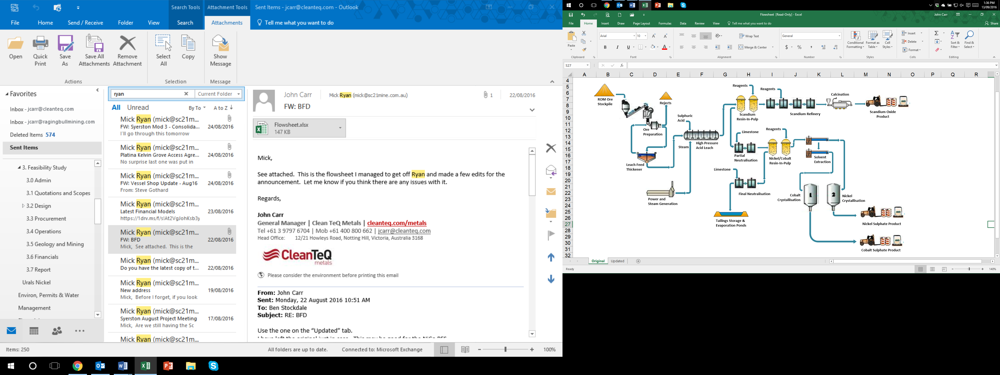 Search Tools
Attachment Tools
Sent Items - jcarr@cleanteq.com - Outlook
File
Home
Send / Receive
Folder
View
Search
Attachments
Tell me what you want to do
Open
Quick
Print
Save
As
Save All
Attachments
Remove
Attachment
Select
All
Copy
Show
Message
Actions
Selection
Message
Favorites
Inbox - jcarr@cleanteq.com
Inbox - jcarr@ragingbullmining.com
Deleted Items 574
Sent Items
3. Feasibility Study
3.0 Admin
3.1 Quotations and Scopes
3.2 Design
3.3 Procurement
3.4 Operations
3.5 Geology and Mining
3.6 Financials
3.7 Report
Urals Nickel
Environ, Permits & Water
Management
ryan
Current Folder
All Unread
By To
A to Z
Mick Ryan (mick@sc21m...
FW: Syerston Mod 3 - Consolida... 24/08/2016
I'll go through this tomorrow
Mick Ryan (mick@sc21m...
Platina Kelvin Grove Access Agre... 24/08/2016
No surprise last one was put in
Mick Ryan (mick@sc21m...
FW: Vessel Shop Update - Aug16 24/08/2016
From: Steve Gothard
Mick Ryan (mick@sc21m...
Latest Financial Models 23/08/2016
https://1drv.ms/f/s!At2VgJohKsb3y
Mick Ryan (mick@sc21m...
FW: BFD 22/08/2016
Mick, See attached. This is the
Mick Ryan (mick@sc21m...
Do you have the latest copy of t... 22/08/2016
Mick Ryan (mick@sc21m...
New address 19/08/2016
Mick, Before I forget, if you look
Mick Ryan (mick@sc21m...
Syerston August Project Meeting 17/08/2016
Mick, Are we still having the Sc
Mick Ryan (mick@sc21m...
John Carr
Mick Ryan (mick@sc21mine.com.au)
1
22/08/2016
FW: BFD
Flowsheet.xlsx
147 KB
Mick,
See attached. This is the flowsheet I managed to get off Ryan and made a few edits for the
announcement. Let me know if you think there are any issues with it.
Regards,
John Carr
General Manager | Clean TeQ Metals | cleanteq.com/metals
Tel +61 3 9797 6704 | Mob +61 400 800 662 | jcarr@cleanteq.com
Head Office: 12/21 Howleys Road, Notting Hill, Victoria, Australia 3168
CleanTeQ
metals
Please consider the environment before printing this email
From: John Carr
Sent: Monday, 22 August 2016 10:51 AM
To: Ben Stockdale
Subject: RE: BFD
Use the one on the “Updated” tab.
Items: 250
All folders are up to date.
Connected to: Microsoft Exchange
100%
1:36 PM
13/09/2016
Flowsheet [Read-Only] - Excel
John Carr
File
Home
Insert
Draw
Page Layout
Formulas
Data
Review
View
Tell me what you want to do
Share
Paste
Clipboard
Arial
10
B I U
Font
Wrap Text
Merge & Center
Alignment
General
$ %
Number
Conditional
Formatting
Format as
Table
Cell
Styles
Styles
Insert
Delete
Format
Cells
Sort &
Filter
Find &
Select
Editing
S27
fx
A B C D E F G H I J K L M N O P Q R
4
5
6
7
8
9
10
11
12
13
14
15
16
17
18
19
20
21
22
23
24
25
26
27
28
29
30
31
32
ROM Ore
Stockpile
Rejects
Ore
Preparation
Leach Feed
Thickener
Sulphuric
Acid
Steam
High Pressure
Acid Leach
Power and
Steam Generation
Reagents
Reagents
Scandium
Resin-In-Pulp
Scandium Refinery
Calcination
Scandium Oxide
Product
Limestone
Partial
Neutralisation
Reagents
Nickel/Cobalt
Resin-In-Pulp
Solvent
Extraction
Limestone
Final Neutralisation
Tailings Storage &
Evaporation Ponds
Cobalt
Crystallisation
1
2
Nickel
Crystallisation
Nickel Sulphate Product
Cobalt Sulphate Product
Original
Updated
Ready
140%